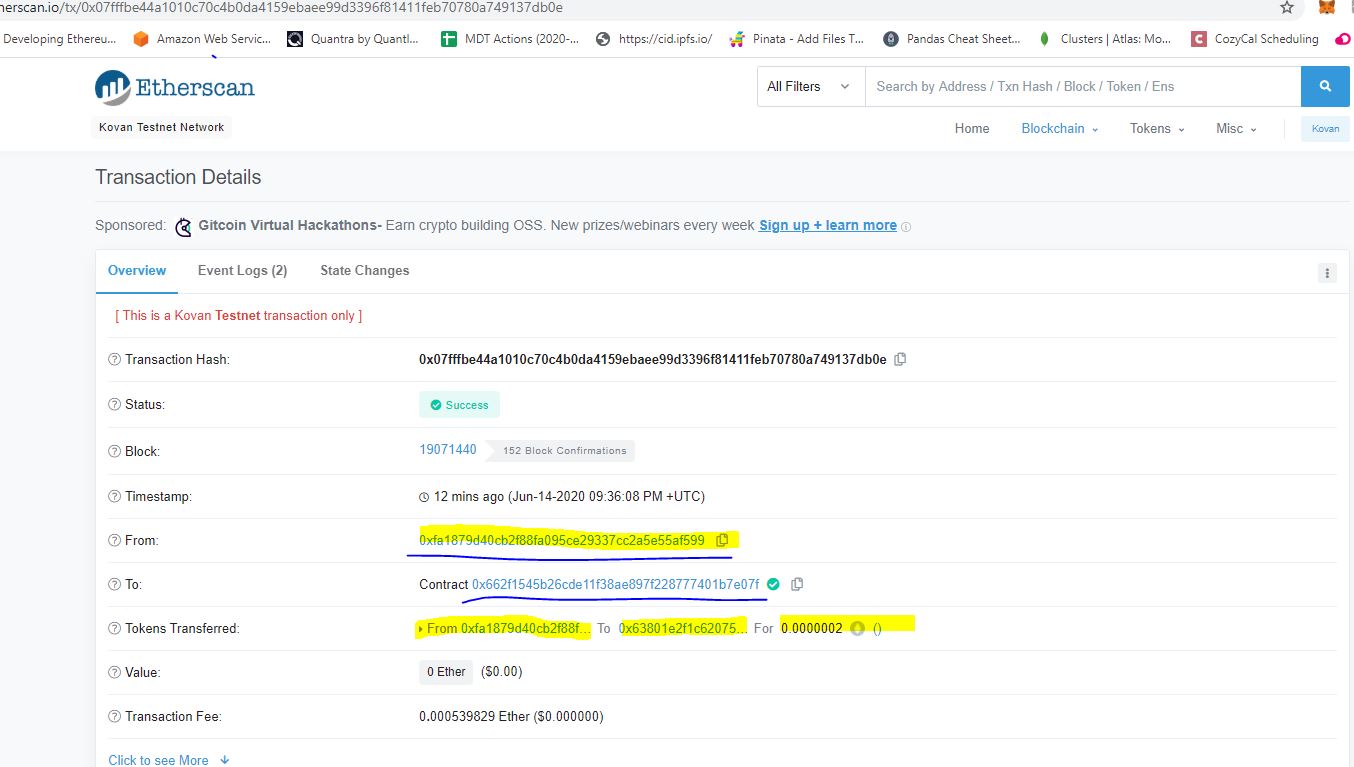 herscan.io/tx/0x07fffbe44a1010c70c4b0da4159ebaee99d3396f81411feb70780a749137db0e
Developing Ethereu... Amazon Web Servic... Quantra by Quantl... MDT Actions (2020-... https://cid.ipfs.io/ Pinata - Add Files T... Pandas Cheat Sheet... Clusters | Atlas: Mo... CozyCal Scheduling
Etherscan
All Filters Search by Address / Txn Hash / Block / Token / Ens
Kovan Testnet Network
Home Blockchain Tokens Misc Kovan
Transaction Details
Sponsored: Gitcoin Virtual Hackathons- Earn crypto building OSS. New prizes/webinars every week Sign up + learn more
Overview Event Logs (2) State Changes
[ This is a Kovan Testnet transaction only ]
Transaction Hash: 0x07fffbe44a1010c70c4b0da4159ebaee99d3396f81411feb70780a749137db0e
Status: Success
Block: 19071440 152 Block Confirmations
Timestamp: 12 mins ago (Jun-14-2020 09:36:08 PM +UTC)
From: 0xfa1879d40cb2f88fa095ce29337cc2a5e55af599
To: Contract 0x662f1545b26cde11f38ae897f228777401b7e07f
Tokens Transferred: From 0xfa1879d40cb2f88f... To 0x63801e2f1c62075... For 0.0000002 ()
Value: 0 Ether ($0.00)
Transaction Fee: 0.000539829 Ether ($0.000000)
Click to see More